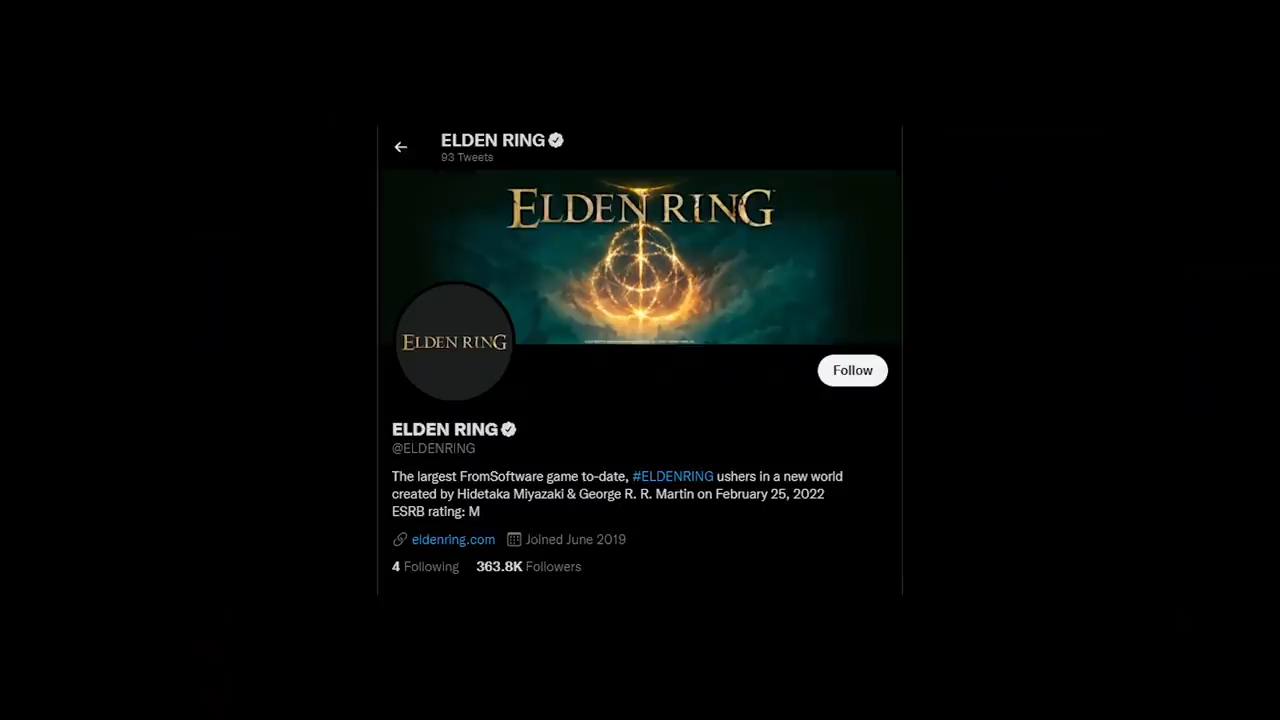 ELDEN RING
93 Tweets
ELDEN RING
ELDEN RING
Follow
ELDEN RING
@ELDENRING
The largest FromSoftware game to-date, #ELDENRING ushers in a new world
created by Hidetaka Miyazaki & George R. R. Martin on February 25, 2022
ESRB rating: M
eldenring.com Joined June 2019
4 Following 363.8K Followers